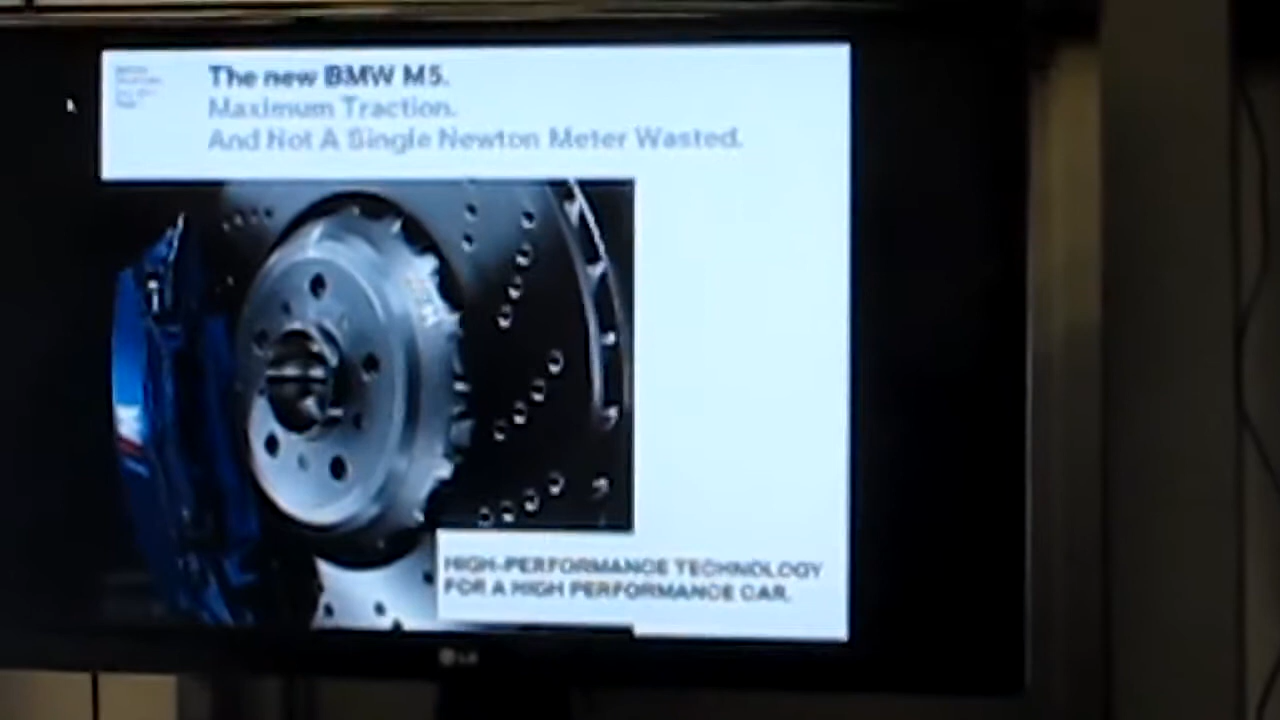 The new BMW M5.
Maximum Traction.
And Not A Single Newton Meter Wasted.
HIGH-PERFORMANCE TECHNOLOGY
FOR A HIGH PERFORMANCE CAR.
LG